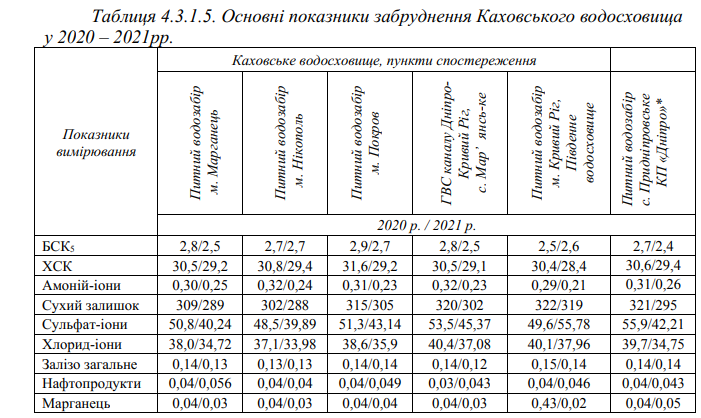 Таблиця 4.3.1.5. Основні показники забруднення Каховського водосховища
у 2020 – 2021рр.
Показники
вимірювання
Каховське водосховище, пункти спостереження
Питний водозабір
м. Марганець
Питний водозабір
м. Нікополь
Питний водозабір
м. Покров
ГВС каналу Дніпро-
Кривий Ріг,
с. Мар’ янсь-ке
Питний водозабір
м. Кривий Ріг,
Південне
водосховище
Питний водозабір
с. Придніпровське
КП «Дніпро»*
2020 р. / 2021 р.
БСК5 2,8/2,5 2,7/2,7 2,9/2,7 2,8/2,5 2,5/2,6 2,7/2,4
ХСК 30,5/29,2 30,8/29,4 31,6/29,2 30,5/29,1 30,4/28,4 30,6/29,4
Амоній-іони 0,30/0,25 0,32/0,24 0,31/0,23 0,32/0,23 0,29/0,21 0,31/0,26
Сухий залишок 309/289 302/288 315/305 320/302 322/319 321/295
Сульфат-іони 50,8/40,24 48,5/39,89 51,3/43,14 53,5/45,37 49,6/55,78 55,9/42,21
Хлорид-іони 38,0/34,72 37,1/33,98 38,6/35,9 40,4/37,08 40,1/37,96 39,7/34,75
Залізо загальне 0,14/0,13 0,13/0,13 0,14/0,14 0,14/0,12 0,15/0,14 0,14/0,14
Нафтопродукти 0,04/0,056 0,04/0,04 0,04/0,049 0,03/0,043 0,04/0,046 0,04/0,043
Марганець 0,04/0,03 0,04/0,03 0,04/0,04 0,04/0,03 0,43/0,02 0,04/0,05